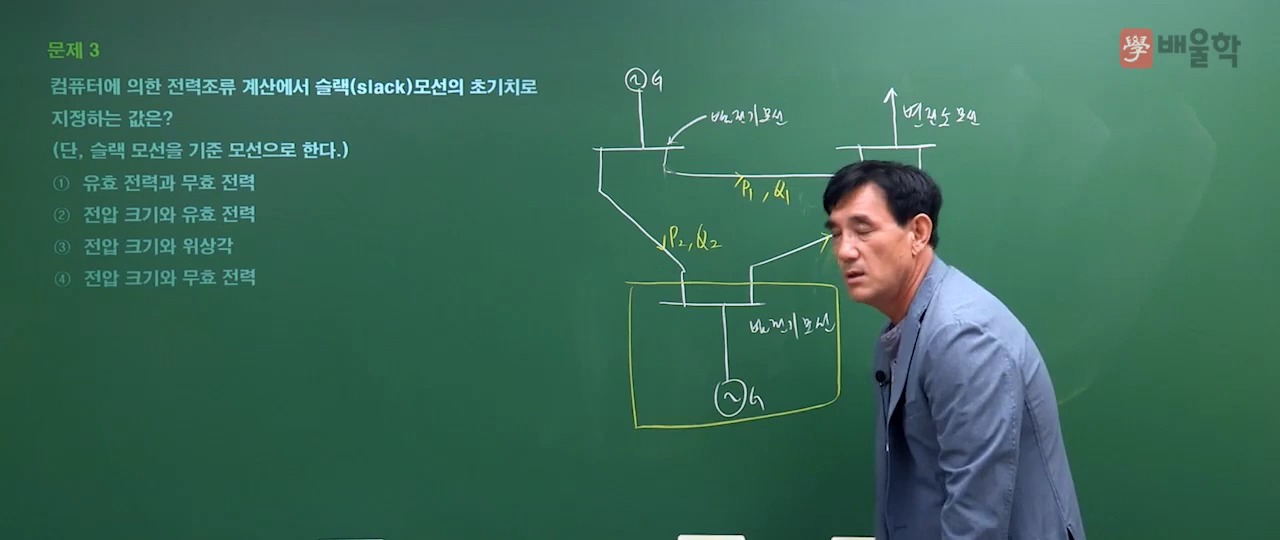 문제 3
컴퓨터에 의한 전력조류 계산에서 슬랙(slack)모선의 초기치로
지정하는 값은?
(단, 슬랙 모선을 기준 모선으로 한다.)
① 유효 전력과 무효 전력
② 전압 크기와 유효 전력
③ 전압 크기와 위상각
④ 전압 크기와 무효 전력
學 배울학
~ G
발전기모선
변전소모선
P1, Q1
P2, Q2
발전기모선
~ G